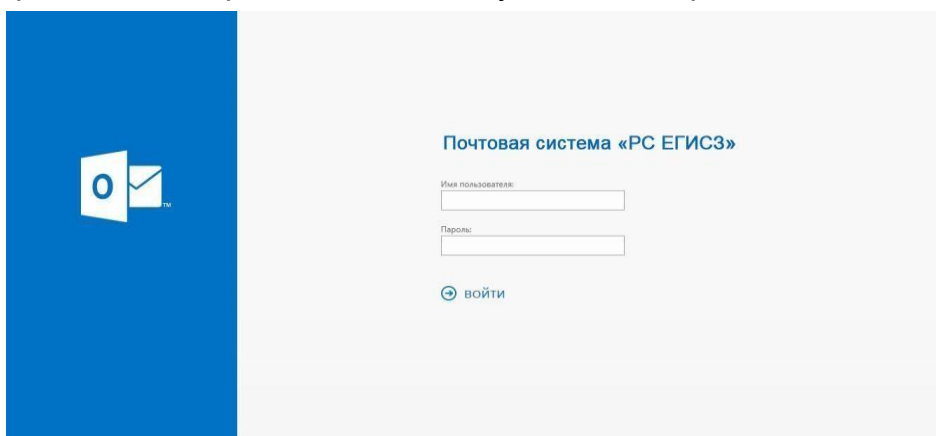 Почтовая система «РС ЕГИСЗ»
Имя пользователя:
Пароль:
войти